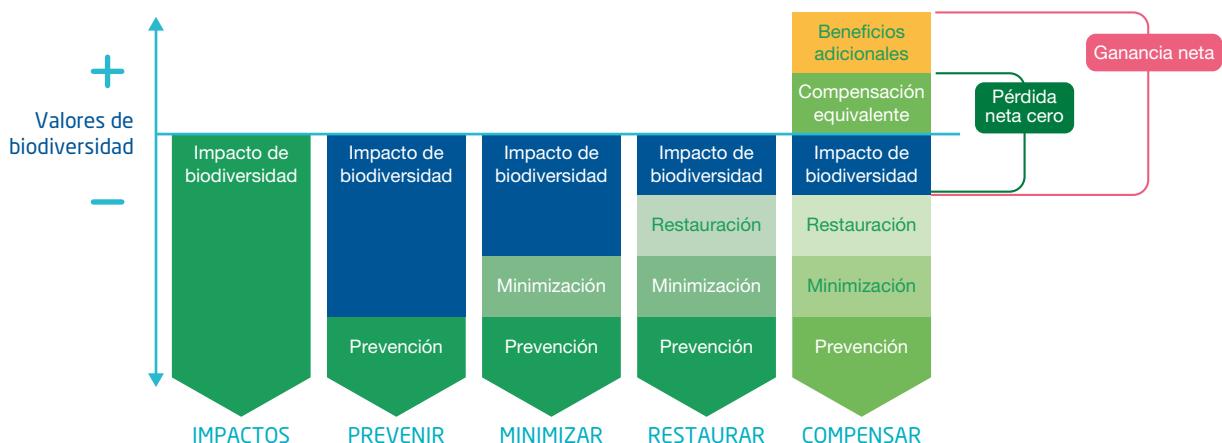 Beneficios
adicionales
Ganancia neta
+
Compensación
equivalente
Pérdida
neta cero
Valores de
biodiversidad
−
Impacto de
biodiversidad
Impacto de
biodiversidad
Impacto de
biodiversidad
Impacto de
biodiversidad
Impacto de
biodiversidad
Restauración
Restauración
Minimización
Minimización
Minimización
Prevención
Prevención
Prevención
Prevención
IMPACTOS
PREVENIR
MINIMIZAR
RESTAURAR
COMPENSAR